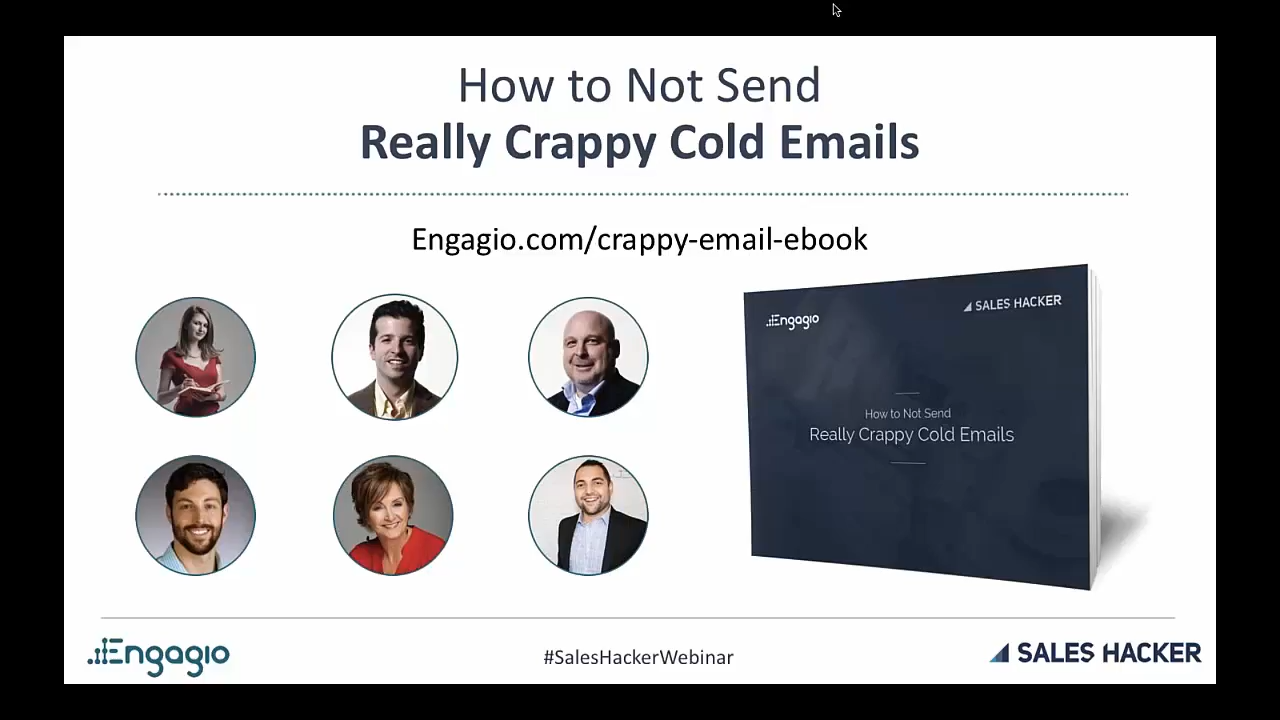 How to Not Send
Really Crappy Cold Emails
Engagio.com/crappy-email-ebook
Engagio
SALES HACKER
How to Not Send
Really Crappy Cold Emails
Engagio
#SalesHackerWebinar
SALES HACKER